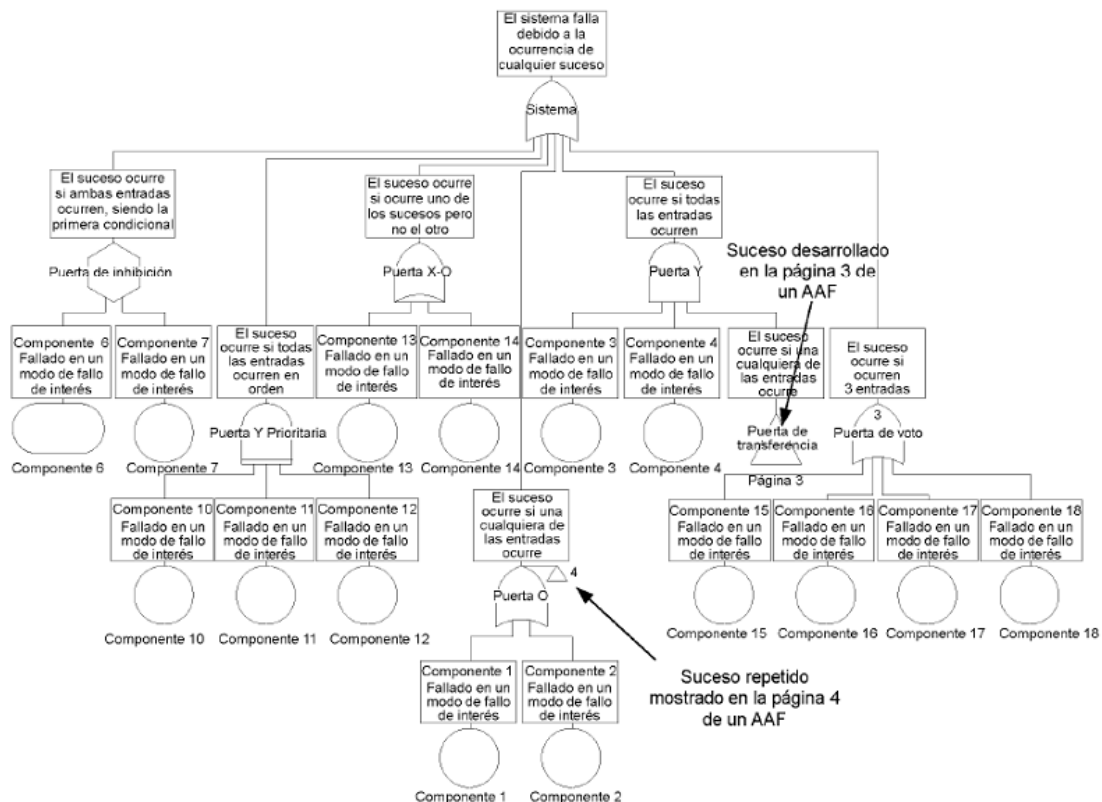 El sistema falla
debido a la
ocurrencia de
cualquier suceso
Sistema
El suceso ocurre
si ambas entradas
ocurren, siendo la
primera condicional
Puerta de inhibición
El suceso ocurre
si ocurre uno de
los sucesos pero
no el otro
Puerta X-O
El suceso
ocurre si todas
las entradas
ocurren
Puerta Y
Suceso desarrollado
en la página 3 de
un AAF
Componente 6
Fallado en un
modo de fallo
de interés
Componente 6
Componente 7
Fallado en un
modo de fallo
de interés
Componente 7
El suceso
ocurre si todas
las entradas
ocurren en
orden
Puerta Y Prioritaria
Componente 13
Fallado en un
modo de fallo
de interés
Componente 13
Componente 14
Fallado en un
modo de fallo
de interés
Componente 14
Componente 3
Fallado en un
modo de fallo
de interés
Componente 3
Componente 4
Fallado en un
modo de fallo
de interés
Componente 4
El suceso
ocurre si una
cualquiera de
las entradas
ocurre
Puerta de
transferencia
Página 3
El suceso
ocurre si
ocurren
3 entradas
3
Puerta de voto
Componente 10
Fallado en un
modo de fallo
de interés
Componente 10
Componente 11
Fallado en un
modo de fallo
de interés
Componente 11
Componente 12
Fallado en un
modo de fallo
de interés
Componente 12
El suceso
ocurre si una
cualquiera de
las entradas
ocurre
4
Puerta O
Componente 15
Fallado en un
modo de fallo
de interés
Componente 15
Componente 16
Fallado en un
modo de fallo
de interés
Componente 16
Componente 17
Fallado en un
modo de fallo
de interés
Componente 17
Componente 18
Fallado en un
modo de fallo
de interés
Componente 18
Componente 1
Fallado en un
modo de fallo
de interés
Componente 1
Componente 2
Fallado en un
modo de fallo
de interés
Componente 2
Suceso repetido
mostrado en la página 4
de un AAF